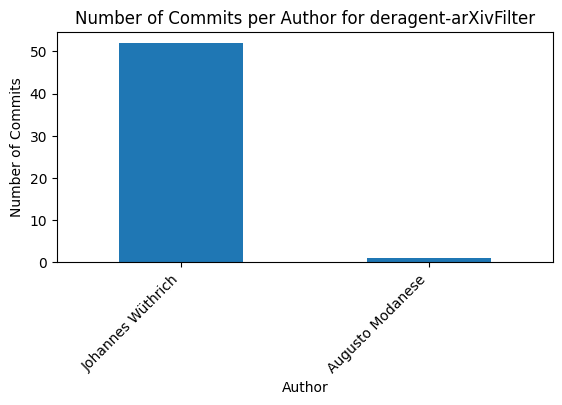 Number of Commits per Author for deragent-arXivFilter
Number of Commits
50
40
30
20
10
0
Johannes Wüthrich
Augusto Modanese
Author